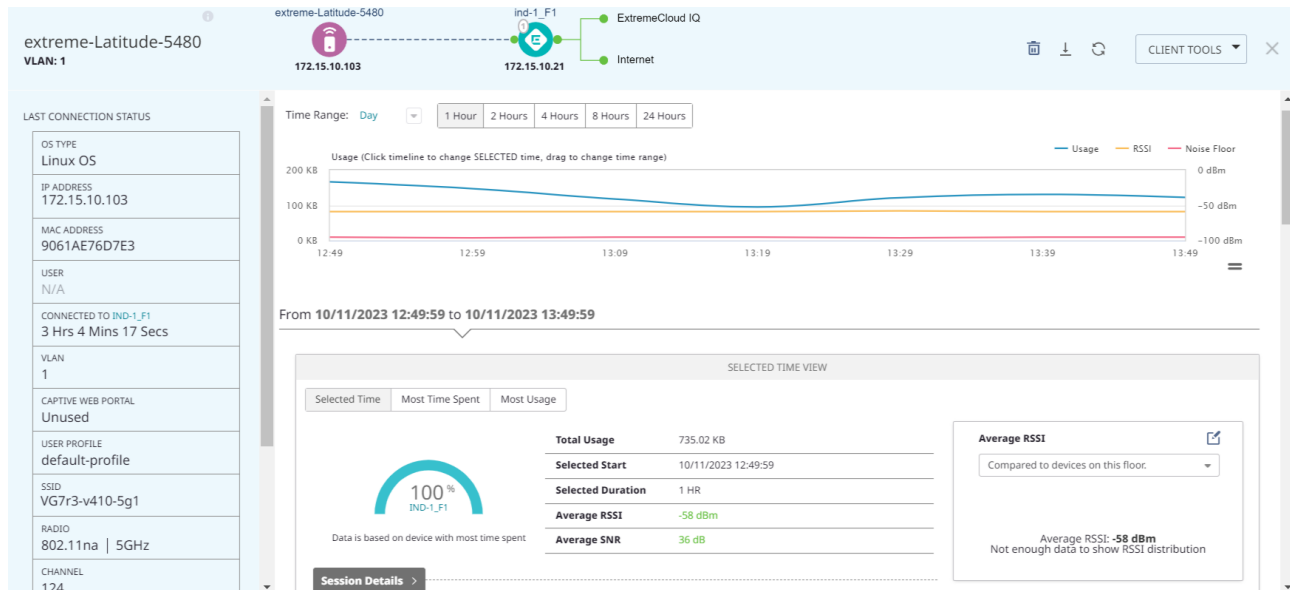 extreme-Latitude-5480
VLAN: 1
extreme-Latitude-5480
172.15.10.103
ind-1_F1
1
172.15.10.21
ExtremeCloud IQ
Internet
CLIENT TOOLS
LAST CONNECTION STATUS
OS TYPE
Linux OS
IP ADDRESS
172.15.10.103
MAC ADDRESS
9061AE76D7E3
USER
N/A
CONNECTED TO IND-1_F1
3 Hrs 4 Mins 17 Secs
VLAN
1
CAPTIVE WEB PORTAL
Unused
USER PROFILE
default-profile
SSID
VG7r3-v410-5g1
RADIO
802.11na | 5GHz
CHANNEL
124
Time Range: Day
1 Hour 2 Hours 4 Hours 8 Hours 24 Hours
Usage (Click timeline to change SELECTED time, drag to change time range)
Usage RSSI Noise Floor
200 KB
100 KB
0 KB
0 dBm
-50 dBm
-100 dBm
12:49 12:59 13:09 13:19 13:29 13:39 13:49
From 10/11/2023 12:49:59 to 10/11/2023 13:49:59
SELECTED TIME VIEW
Selected Time Most Time Spent Most Usage
100 %
IND-1_F1
Data is based on device with most time spent
Total Usage 735.02 KB
Selected Start 10/11/2023 12:49:59
Selected Duration 1 HR
Average RSSI -58 dBm
Average SNR 36 dB
Average RSSI
Compared to devices on this floor.
Average RSSI: -58 dBm
Not enough data to show RSSI distribution
Session Details >